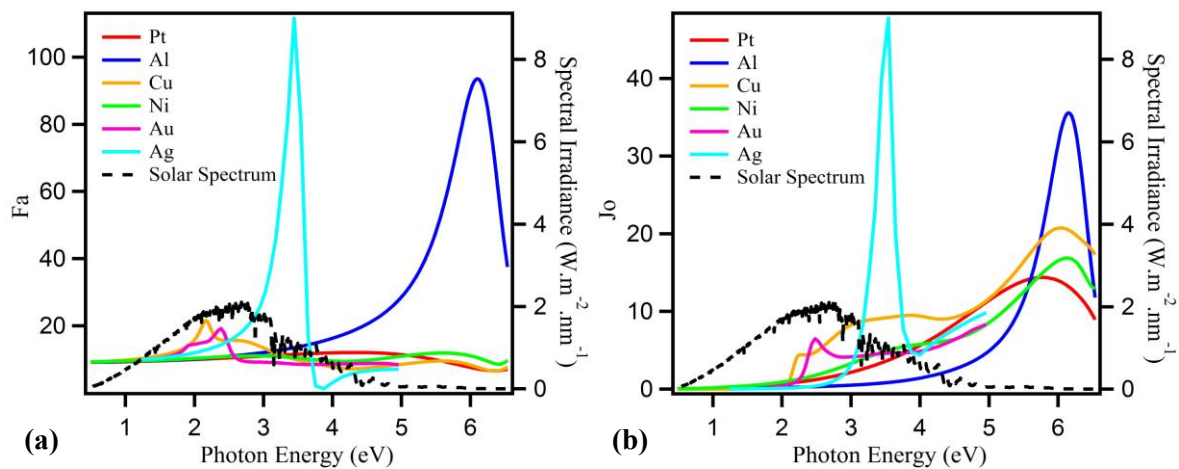 100
80
60
40
20
Fa
Pt
Al
Cu
Ni
Au
Ag
Solar Spectrum
8
6
4
2
0
Spectral Irradiance (W.m⁻².nm⁻¹)
1 2 3 4 5 6
Photon Energy (eV)
(a)
40
30
20
10
0
Jo
Pt
Al
Cu
Ni
Au
Ag
Solar Spectrum
8
6
4
2
0
Spectral Irradiance (W.m⁻².nm⁻¹)
1 2 3 4 5 6
Photon Energy (eV)
(b)